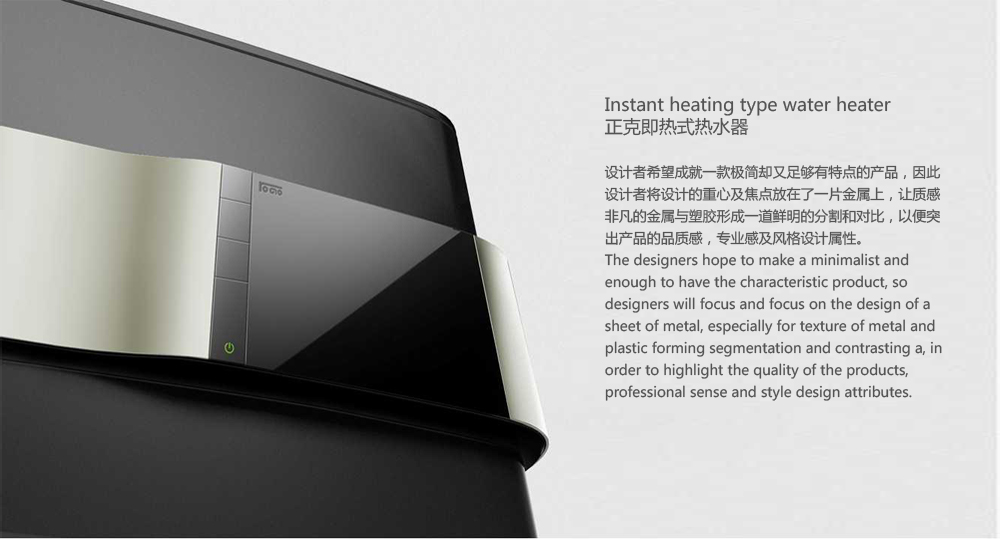 Instant heating type water heater
正克即热式热水器
设计者希望成就一款极简却又足够有特点的产品，因此
设计者将设计的重心及焦点放在了一片金属上，让质感
非凡的金属与塑胶形成一道鲜明的分割和对比，以便突
出产品的品质感，专业感及风格设计属性。
The designers hope to make a minimalist and
enough to have the characteristic product, so
designers will focus and focus on the design of a
sheet of metal, especially for texture of metal and
plastic forming segmentation and contrasting a, in
order to highlight the quality of the products,
professional sense and style design attributes.